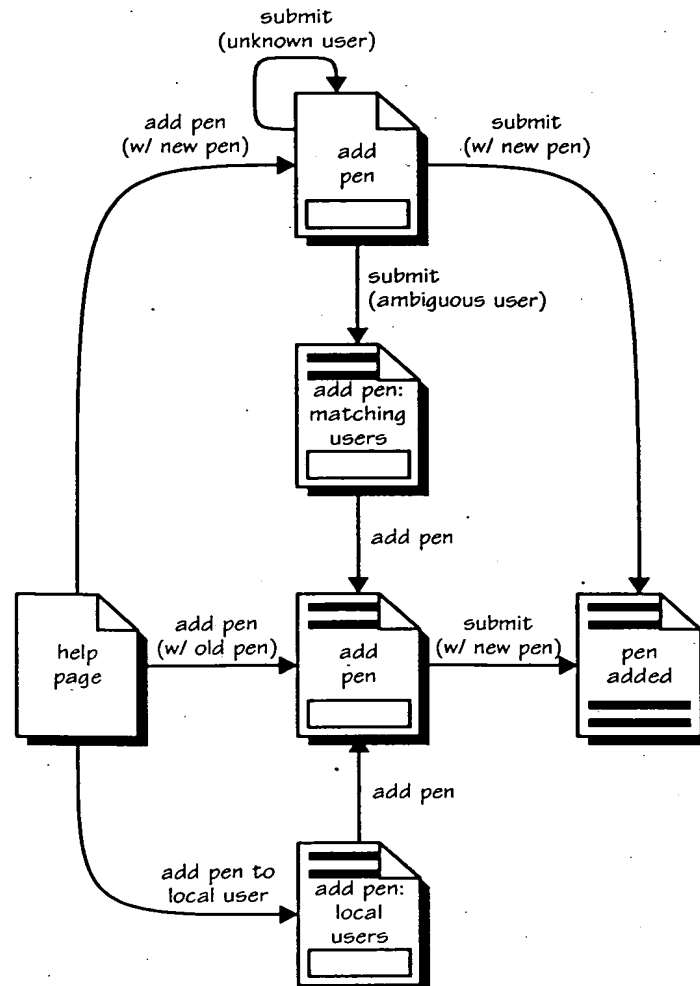 submit
(unknown user)
add pen
(w/ new pen)
add
pen
submit
(w/ new pen)
submit
(ambiguous user)
add pen:
matching
users
add pen
help
page
add pen
(w/ old pen)
add
pen
submit
(w/ new pen)
pen
added
add pen
add pen to
local user
add pen:
local
users